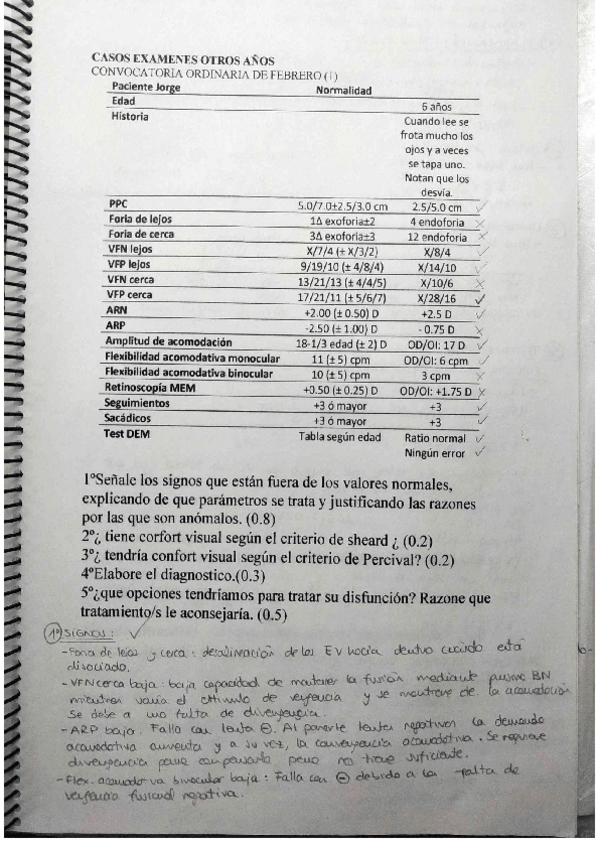 CASOS EXAMENES OTROS AÑOS
CONVOCATORIA ORDINARIA DE FEBRERO (1)
Paciente Jorge Normalidad
Edad 6 años
Historia Cuando lee se
frota mucho los
ojos y a veces
se tapa uno.
Notan que los
desvía.
PPC 5.0/7.0±2.5/3.0 cm 2.5/5.0 cm ✓
Foria de lejos 1Δ exoforia±2 4 endoforia ×
Foria de cerca 3Δ exoforia±3 12 endoforia ×
VFN lejos X/7/4 (± X/3/2) X/8/4 ✓
VFP lejos 9/19/10 (± 4/8/4) X/14/10 ✓
VFN cerca 13/21/13 (± 4/4/5) X/10/6 ×
VFP cerca 17/21/11 (± 5/6/7) X/28/16 ✓
ARN +2.00 (± 0.50) D +2.5 D ✓
ARP -2.50 (± 1.00) D - 0.75 D ×
Amplitud de acomodación 18-1/3 edad (± 2) D OD/OI: 17 D ✓
Flexibilidad acomodativa monocular 11 (± 5) cpm OD/OI: 6 cpm ✓
Flexibilidad acomodativa binocular 10 (± 5) cpm 3 cpm ×
Retinoscopía MEM +0.50 (± 0.25) D OD/OI: +1.75 D ×
Seguimientos +3 ó mayor +3 ✓
Sacádicos +3 ó mayor +3 ✓
Test DEM Tabla según edad Ratio normal ✓
Ningún error ✓
1ºSeñale los signos que están fuera de los valores normales,
explicando de que parámetros se trata y justificando las razones
por las que son anómalos. (0.8)
2º¿ tiene corfort visual según el criterio de sheard ¿ (0.2)
3º¿ tendría confort visual según el criterio de Percival? (0.2)
4ºElabore el diagnostico.(0.3)
5º¿que opciones tendríamos para tratar su disfunción? Razone que
tratamiento/s le aconsejaría. (0.5)
1º SIGNOS: ✓
- Foria de lejos y cerca: desalineación de los EV hacia dentro cuando está
disociado.
- VFN cerca baja: baja capacidad de mantener la fusión mediante prisma BN
mientras varía el estímulo de vergencia y se mantiene de la acomodación
Se debe a una falta de divergencia.
- ARP bajo. Falla con lente ⊖. Al ponerle lentes negativas la demanda
acomodativa aumenta y a su vez, la convergencia acomodativa. Se requiere
divergencia para compensarlo pero no tiene suficiente.
- Flex. acomodativa binocular baja: Falla con ⊖ debido a la falta de
vergencia fusional negativa.